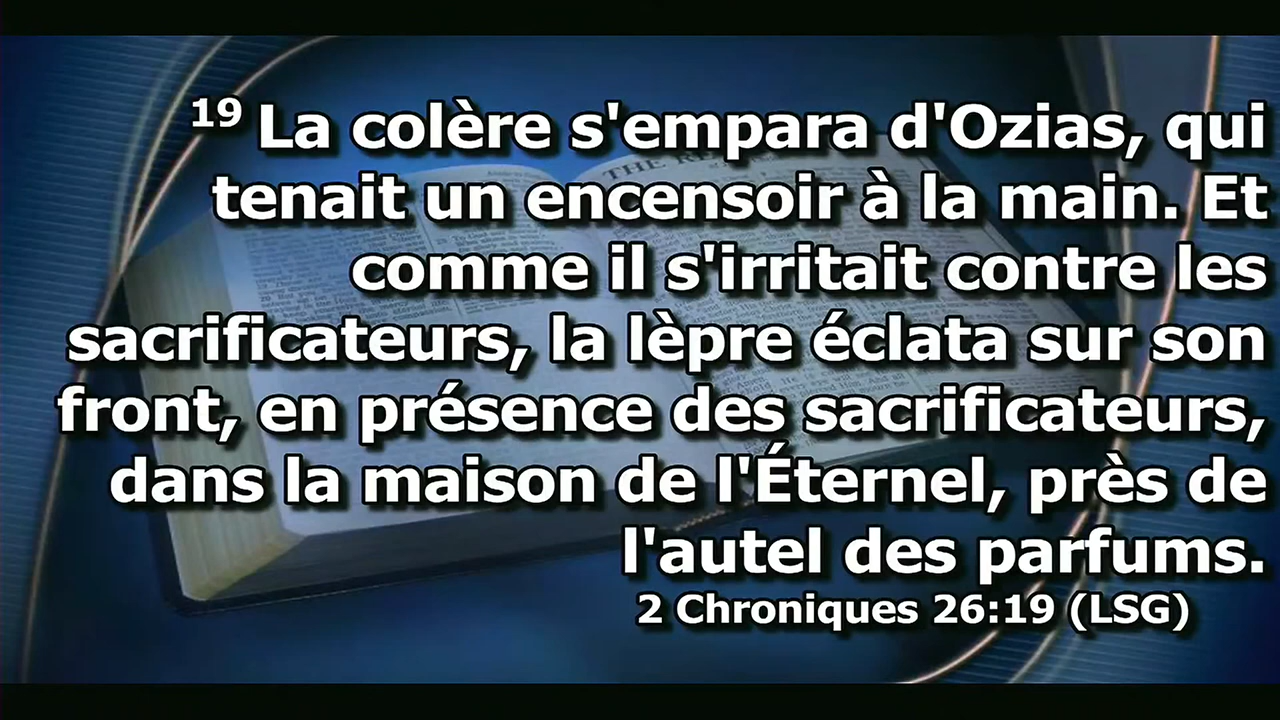 19 La colère s'empara d'Ozias, qui
tenait un encensoir à la main. Et
comme il s'irritait contre les
sacrificateurs, la lèpre éclata sur son
front, en présence des sacrificateurs,
dans la maison de l'Éternel, près de
l'autel des parfums.
2 Chroniques 26:19 (LSG)